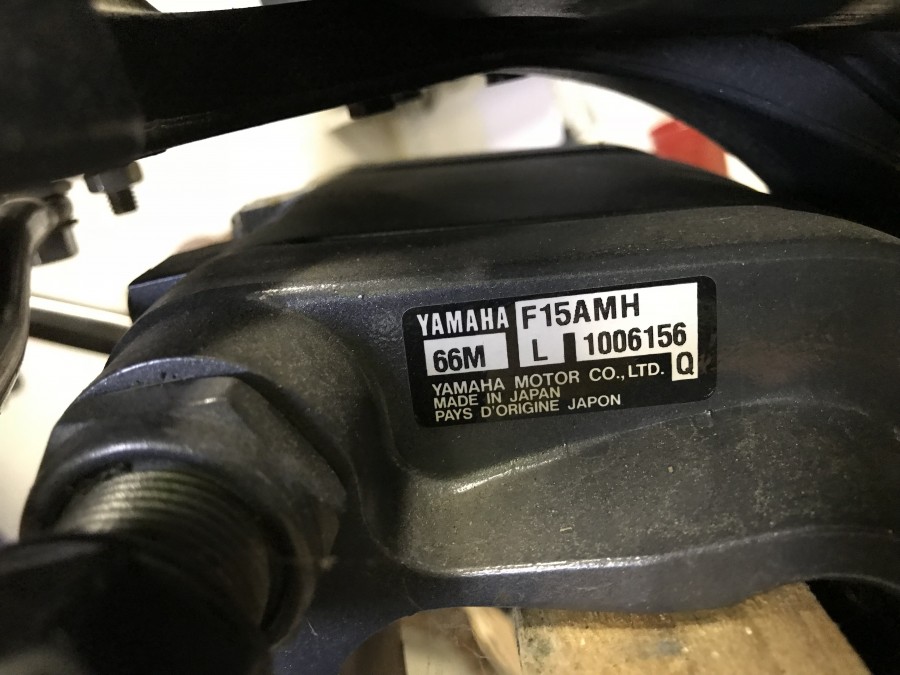 YAMAHA F15AMH
66M L 1006156
Q
YAMAHA MOTOR CO., LTD.
MADE IN JAPAN
PAYS D'ORIGINE JAPON